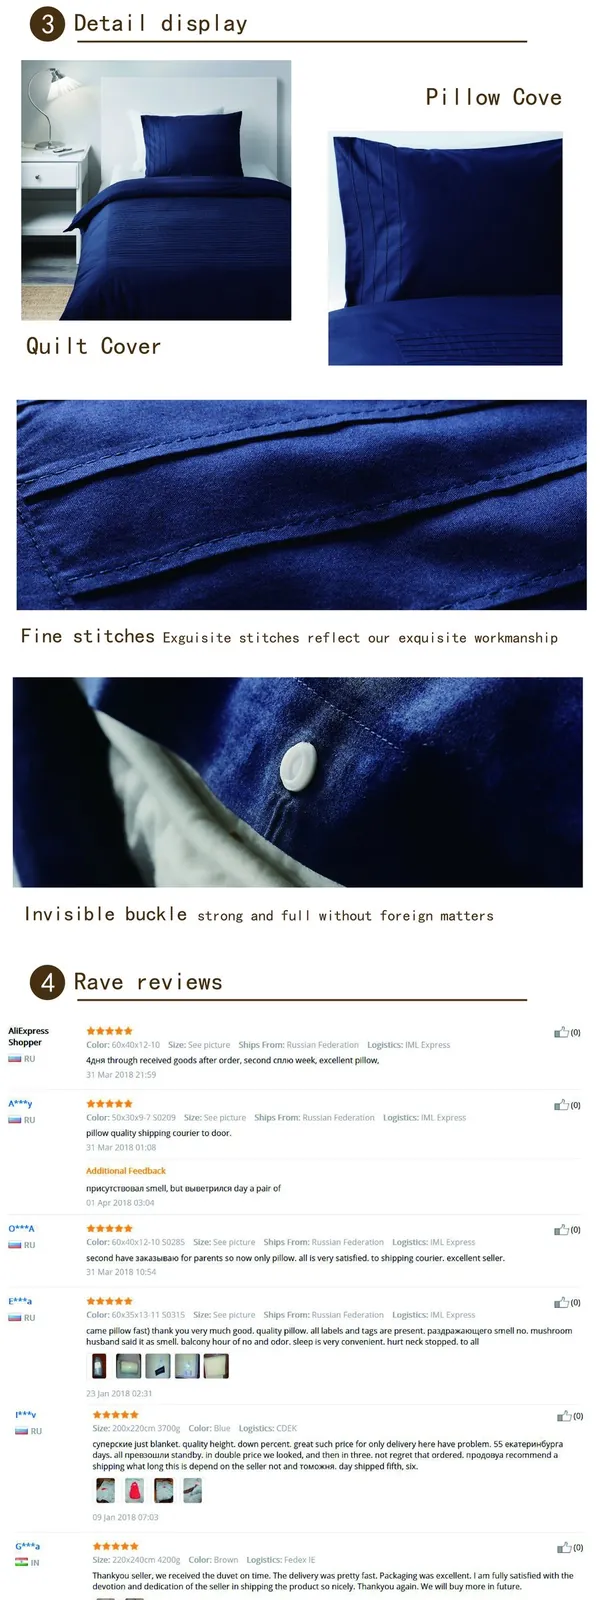 3 Detail display
Pillow Cove
Quilt Cover
Fine stitches Exguisite stitches reflect our exquisite workmanship
Invisible buckle strong and full without foreign matters
4 Rave reviews
AliExpress Shopper
RU
Color: 60x40x12-10 Size: See picture Ships From: Russian Federation Logistics: IML Express
(0)
4дня through received goods after order, second сплю week, excellent pillow,
31 Mar 2018 21:59
A***y
RU
Color: 50x30x9-7 S0209 Size: See picture Ships From: Russian Federation Logistics: IML Express
(0)
pillow quality shipping courier to door.
31 Mar 2018 01:08
Additional Feedback
присутствовал smell, but выветрился day a pair of
01 Apr 2018 03:04
O***A
RU
Color: 60x40x12-10 S0285 Size: See picture Ships From: Russian Federation Logistics: IML Express
(0)
second have заказываю for parents so now only pillow. all is very satisfied. to shipping courier. excellent seller.
31 Mar 2018 10:54
E***a
RU
Color: 60x35x13-11 S0315 Size: See picture Ships From: Russian Federation Logistics: IML Express
(0)
came pillow fast) thank you very much good. quality pillow. all labels and tags are present. раздражающего smell no. mushroom
husband said it as smell. balcony hour of no and odor. sleep is very convenient. hurt neck stopped. to all
23 Jan 2018 02:31
I***v
RU
Size: 200x220cm 3700g Color: Blue Logistics: CDEK
(0)
суперские just blanket. quality height. down percent. great such price for only delivery here have problem. 55 екатеринбурга
days. all превзошли standby. in double price we looked, and then in three. not regret that ordered. продовуа recommend a
shipping what long this is depend on the seller not and томожня. day shipped fifth, six.
09 Jan 2018 07:03
G***a
IN
Size: 220x240cm 4200g Color: Brown Logistics: Fedex IE
(0)
Thankyou seller, we received the duvet on time. The delivery was pretty fast. Packaging was excellent. I am fully satisfied with the
devotion and dedication of the seller in shipping the product so nicely. Thankyou again. We will buy more in future.